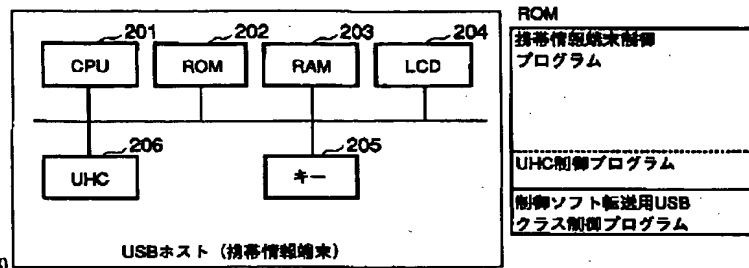 201
202
203
204
CPU
ROM
RAM
LCD
206
205
UHC
キー
USBホスト（携帯情報端末）
ROM
携帯情報端末制御
プログラム
UHC制御プログラム
制御ソフト転送用USB
クラス制御プログラム